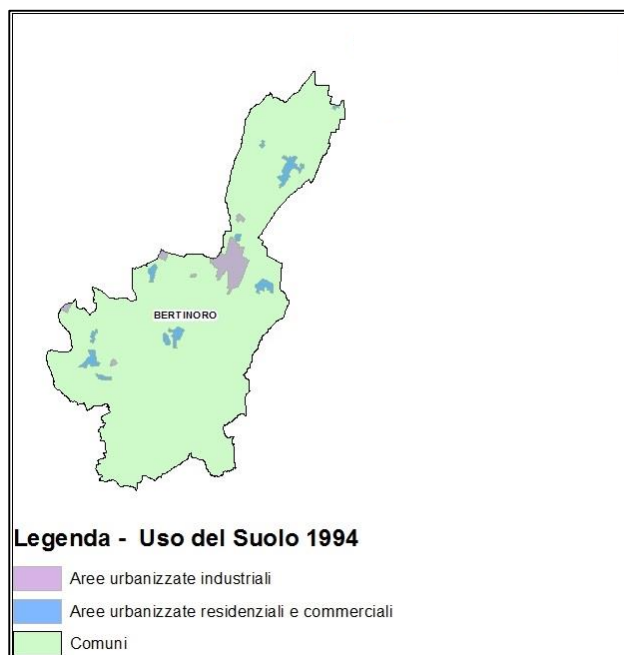 BERTINORO
Legenda - Uso del Suolo 1994
Aree urbanizzate industriali
Aree urbanizzate residenziali e commerciali
Comuni